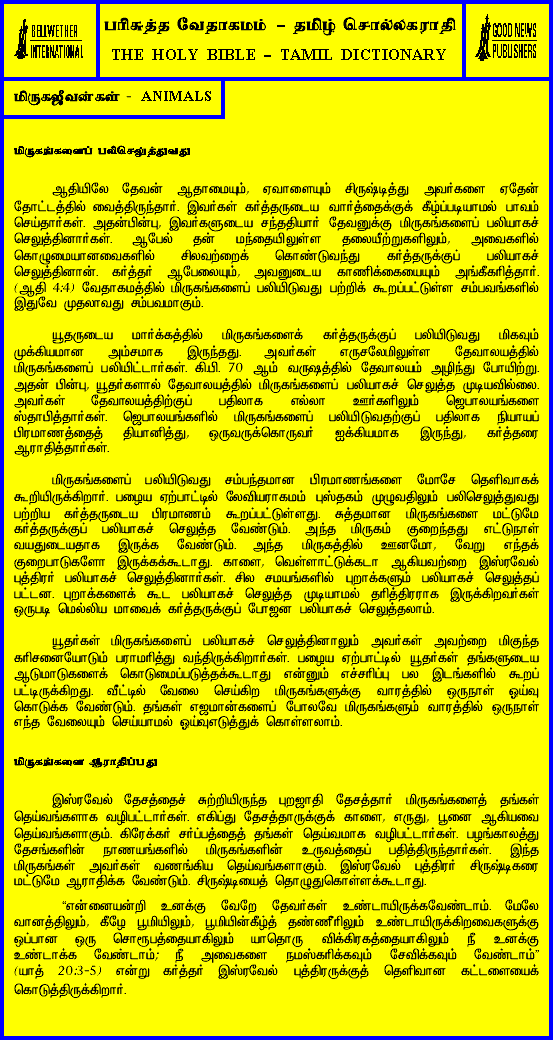 BELLWETHER
INTERNATIONAL
பரிசுத்த வேதாகமம் – தமிழ் சொல்லகராதி
THE HOLY BIBLE – TAMIL DICTIONARY
GOOD NEWS
PUBLISHERS
மிருகஜீவன்கள் - ANIMALS
மிருகங்களைப் பலிசெலுத்துவது
ஆதியிலே தேவன் ஆதாமையும், ஏவாளையும் சிருஷ்டித்து அவர்களை ஏதேன்
தோட்டத்தில் வைத்திருந்தார். இவர்கள் கர்த்தருடைய வார்த்தைக்குக் கீழ்ப்படியாமல் பாவம்
செய்தார்கள். அதன்பின்பு, இவர்களுடைய சந்ததியார் தேவனுக்கு மிருகங்களைப் பலியாகச்
செலுத்தினார்கள். ஆபேல் தன் மந்தையிலுள்ள தலையீற்றுகளிலும், அவைகளில்
கொழுமையானவைகளில் சிலவற்றைக் கொண்டுவந்து கர்த்தருக்குப் பலியாகச்
செலுத்தினான். கர்த்தர் ஆபேலையும், அவனுடைய காணிக்கையையும் அங்கீகரித்தார்.
(ஆதி 4:4) வேதாகமத்தில் மிருகங்களைப் பலியிடுவது பற்றிக் கூறப்பட்டுள்ள சம்பவங்களில்
இதுவே முதலாவது சம்பவமாகும்.
யூதருடைய மார்க்கத்தில் மிருகங்களைக் கர்த்தருக்குப் பலியிடுவது மிகவும்
முக்கியமான அம்சமாக இருந்தது. அவர்கள் எருசலேமிலுள்ள தேவாலயத்தில்
மிருகங்களைப் பலியிட்டார்கள். கி.பி. 70 ஆம் வருஷத்தில் தேவாலயம் அழிந்து போயிற்று.
அதன் பின்பு, யூதர்களால் தேவாலயத்தில் மிருகங்களைப் பலியாகச் செலுத்த முடியவில்லை.
அவர்கள் தேவாலயத்திற்குப் பதிலாக எல்லா ஊர்களிலும் ஜெபாலயங்களை
ஸ்தாபித்தார்கள். ஜெபாலயங்களில் மிருகங்களைப் பலியிடுவதற்குப் பதிலாக நியாயப்
பிரமாணத்தைத் தியானித்து, ஒருவருக்கொருவர் ஐக்கியமாக இருந்து, கர்த்தரை
ஆராதித்தார்கள்.
மிருகங்களைப் பலியிடுவது சம்பந்தமான பிரமாணங்களை மோசே தெளிவாகக்
கூறியிருக்கிறார். பழைய ஏற்பாட்டில் லேவியராகமம் புஸ்தகம் முழுவதிலும் பலிசெலுத்துவது
பற்றிய கர்த்தருடைய பிரமாணம் கூறப்பட்டுள்ளது. சுத்தமான மிருகங்களை மட்டுமே
கர்த்தருக்குப் பலியாகச் செலுத்த வேண்டும். அந்த மிருகம் குறைந்தது எட்டுநாள்
வயதுடையதாக இருக்க வேண்டும். அந்த மிருகத்தில் ஊனமோ, வேறு எந்தக்
குறைபாடுகளோ இருக்கக்கூடாது. காளை, வெள்ளாட்டுக்கடா ஆகியவற்றை இஸ்ரவேல்
புத்திரர் பலியாகச் செலுத்தினார்கள். சில சமயங்களில் புறாக்களும் பலியாகச் செலுத்தப்
பட்டன. புறாக்களைக் கூட பலியாகச் செலுத்த முடியாமல் தரித்திரராக இருக்கிறவர்கள்
ஒருபடி மெல்லிய மாவைக் கர்த்தருக்குப் போஜன பலியாகச் செலுத்தலாம்.
யூதர்கள் மிருகங்களைப் பலியாகச் செலுத்தினாலும் அவர்கள் அவற்றை மிகுந்த
கரிசனையோடும் பராமரித்து வந்திருக்கிறார்கள். பழைய ஏற்பாட்டில் யூதர்கள் தங்களுடைய
ஆடுமாடுகளைக் கொடுமைப்படுத்தக்கூடாது என்னும் எச்சரிப்பு பல இடங்களில் கூறப்
பட்டிருக்கிறது. வீட்டில் வேலை செய்கிற மிருகங்களுக்கு வாரத்தில் ஒருநாள் ஓய்வு
கொடுக்க வேண்டும். தங்கள் எஜமான்களைப் போலவே மிருகங்களும் வாரத்தில் ஒருநாள்
எந்த வேலையும் செய்யாமல் ஓய்வுஎடுத்துக் கொள்ளலாம்.
மிருகங்களை ஆராதிப்பது
இஸ்ரவேல் தேசத்தைச் சுற்றியிருந்த புறஜாதி தேசத்தார் மிருகங்களைத் தங்கள்
தெய்வங்களாக வழிபட்டார்கள். எகிப்து தேசத்தாருக்குக் காளை, எருது, பூனை ஆகியவை
தெய்வங்களாகும். கிரேக்கர் சர்ப்பத்தைத் தங்கள் தெய்வமாக வழிபட்டார்கள். பழங்காலத்து
தேசங்களின் நாணயங்களில் மிருகங்களின் உருவத்தைப் பதித்திருந்தார்கள். இந்த
மிருகங்கள் அவர்கள் வணங்கிய தெய்வங்களாகும். இஸ்ரவேல் புத்திரர் சிருஷ்டிகரை
மட்டுமே ஆராதிக்க வேண்டும். சிருஷ்டியைத் தொழுதுகொள்ளக்கூடாது.
“என்னையன்றி உனக்கு வேறே தேவர்கள் உண்டாயிருக்கவேண்டாம். மேலே
வானத்திலும், கீழே பூமியிலும், பூமியின்கீழ்த் தண்ணீரிலும் உண்டாயிருக்கிறவைகளுக்கு
ஒப்பான ஒரு சொரூபத்தையாகிலும் யாதொரு விக்கிரகத்தையாகிலும் நீ உனக்கு
உண்டாக்க வேண்டாம்; நீ அவைகளை நமஸ்கரிக்கவும் சேவிக்கவும் வேண்டாம்”
(யாத் 20:3-5) என்று கர்த்தர் இஸ்ரவேல் புத்திரருக்குத் தெளிவான கட்டளையைக்
கொடுத்திருக்கிறார்.